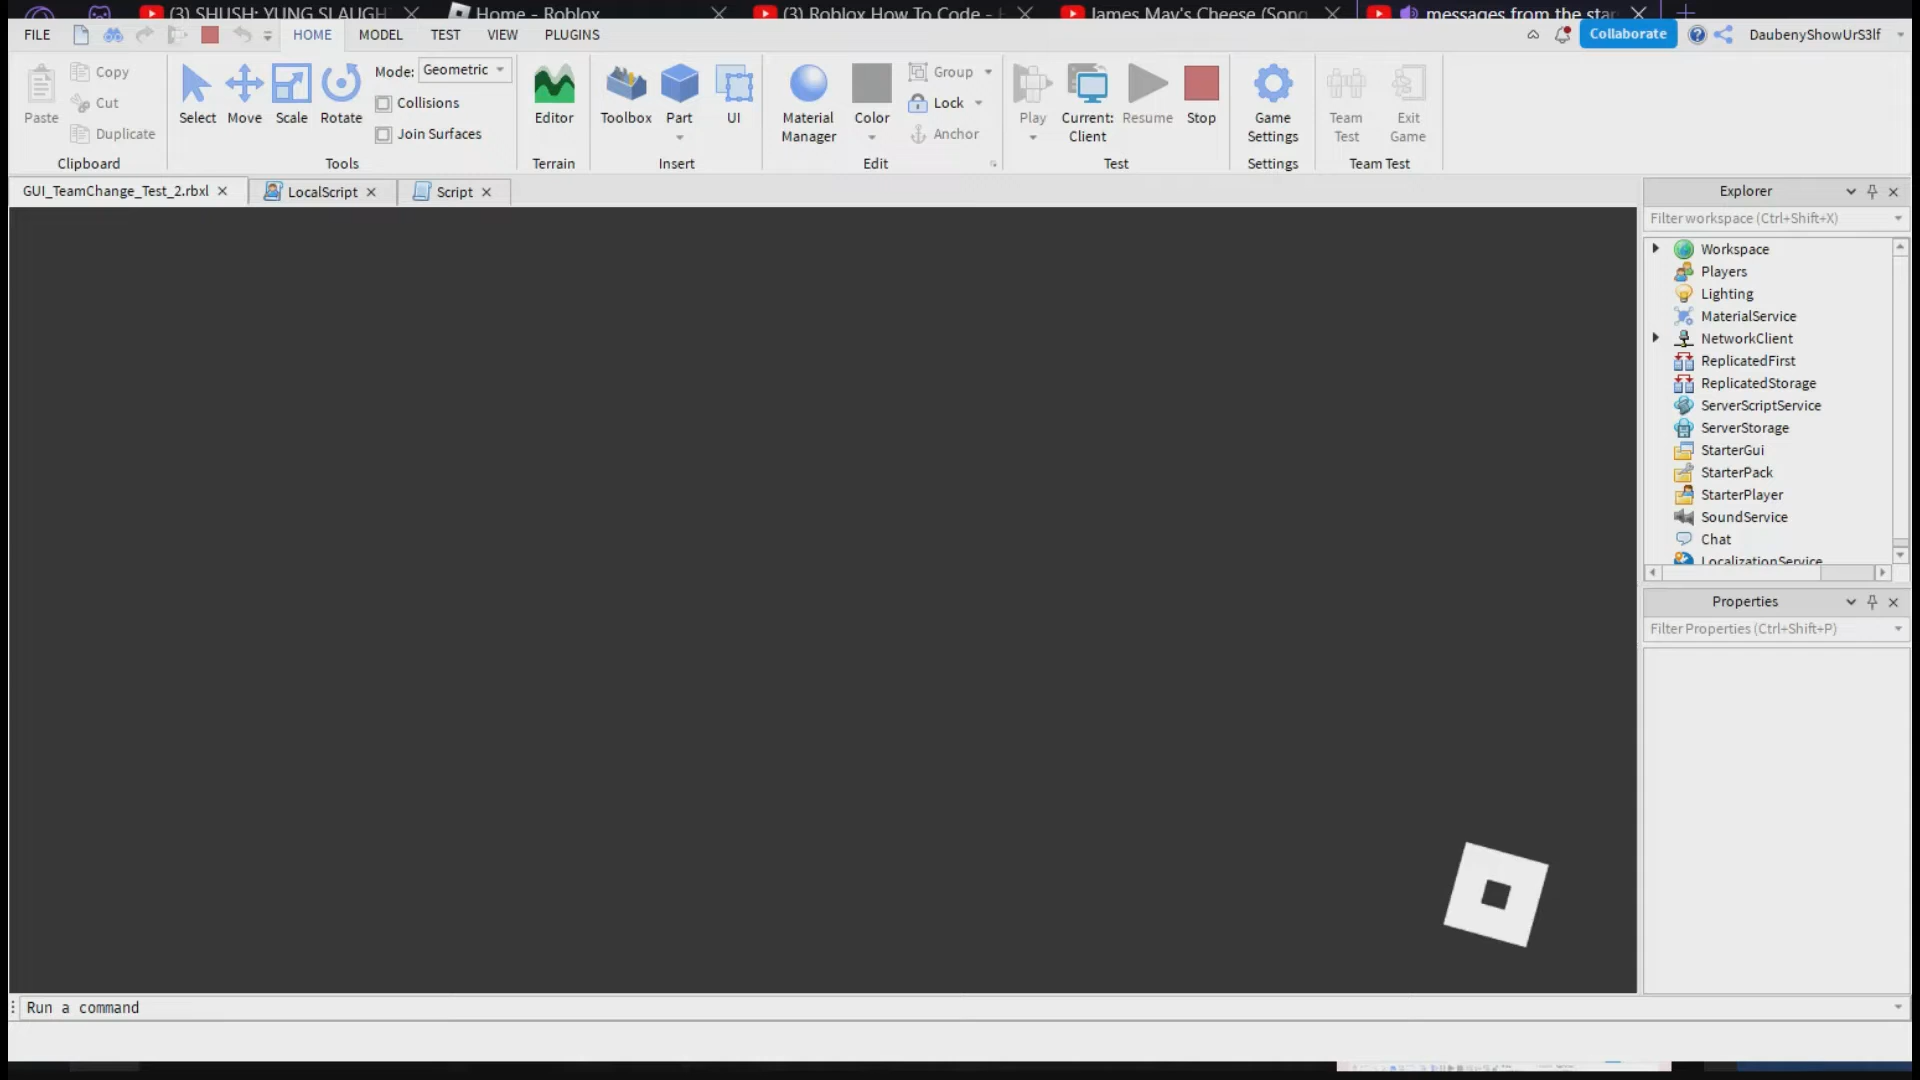 (3) SHUSH: YUNG SLAUGH
Home - Roblox
(3) Roblox How To Code -
James May's Cheese (Song
messages from the star
FILE
HOME
MODEL
TEST
VIEW
PLUGINS
Collaborate
DaubenyShowUrS3lf
Paste
Copy
Cut
Duplicate
Clipboard
Select
Move
Scale
Rotate
Mode: Geometric
Collisions
Join Surfaces
Tools
Editor
Terrain
Toolbox
Part
UI
Insert
Material
Manager
Color
Group
Lock
Anchor
Edit
Play
Current:
Client
Resume
Stop
Test
Game
Settings
Settings
Team
Test
Exit
Game
Team Test
GUI_TeamChange_Test_2.rbxl
LocalScript
Script
Explorer
Filter workspace (Ctrl+Shift+X)
Workspace
Players
Lighting
MaterialService
NetworkClient
ReplicatedFirst
ReplicatedStorage
ServerScriptService
ServerStorage
StarterGui
StarterPack
StarterPlayer
SoundService
Chat
LocalizationService
Properties
Filter Properties (Ctrl+Shift+P)
Run a command